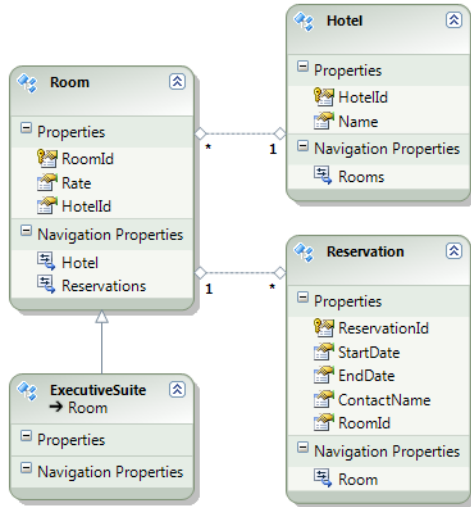 Hotel
Properties
HotelId
Name
Navigation Properties
Rooms
Room
Properties
RoomId
Rate
HotelId
Navigation Properties
Hotel
Reservations
* 1
1 *
Reservation
Properties
ReservationId
StartDate
EndDate
ContactName
RoomId
Navigation Properties
Room
ExecutiveSuite
→ Room
Properties
Navigation Properties